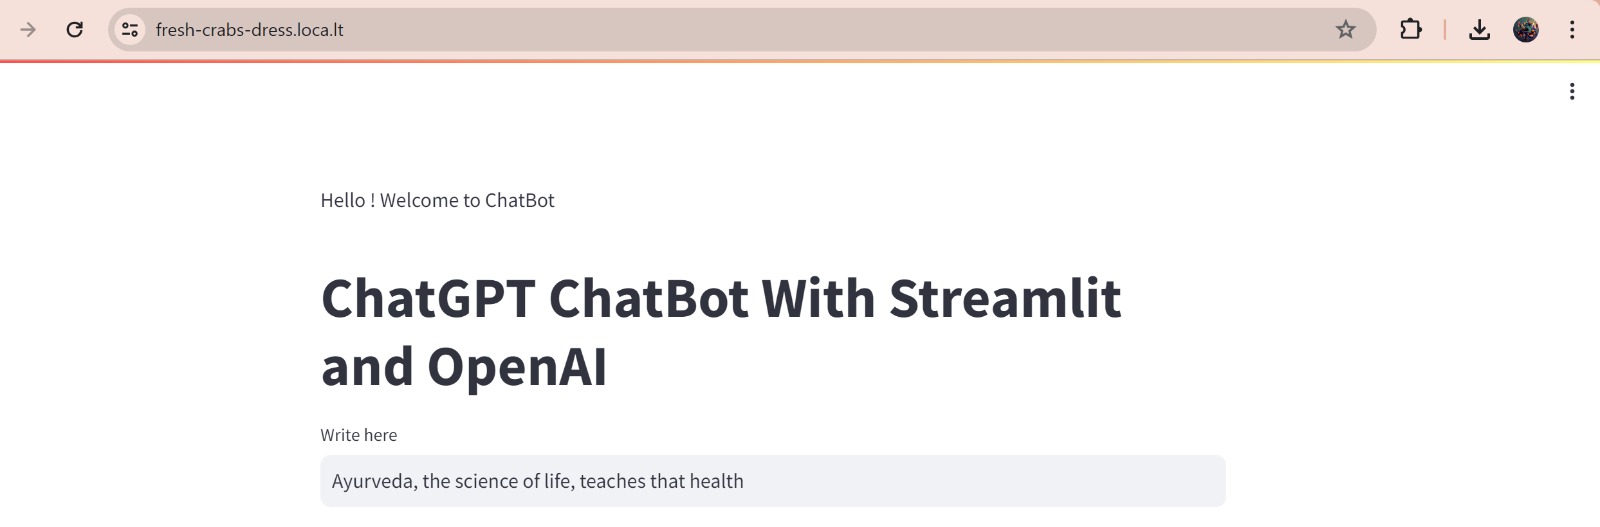 fresh-crabs-dress.loca.lt
Hello ! Welcome to ChatBot
ChatGPT ChatBot With Streamlit
and OpenAI
Write here
Ayurveda, the science of life, teaches that health